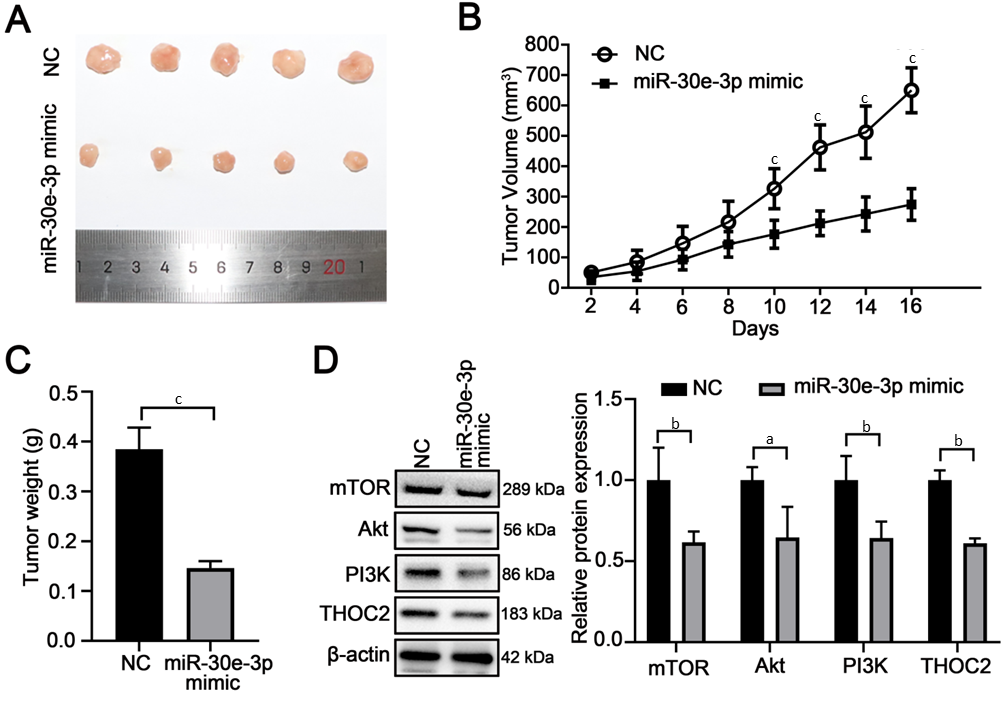 A
NC
miR-30e-3p mimic
1 2 3 4 5 6 7 8 9 20 1
B
Tumor Volume (mm³)
800
700
600
500
400
300
200
100
0
NC
miR-30e-3p mimic
c
c
c
c
2 4 6 8 10 12 14 16
Days
C
Tumor weight (g)
0.5
0.4
0.3
0.2
0.1
0.0
c
NC miR-30e-3p
mimic
D
NC
miR-30e-3p
mimic
mTOR 289 kDa
Akt 56 kDa
PI3K 86 kDa
THOC2 183 kDa
β-actin 42 kDa
NC miR-30e-3p mimic
Relative protein expression
1.5
1.0
0.5
0.0
b a b b
mTOR Akt PI3K THOC2